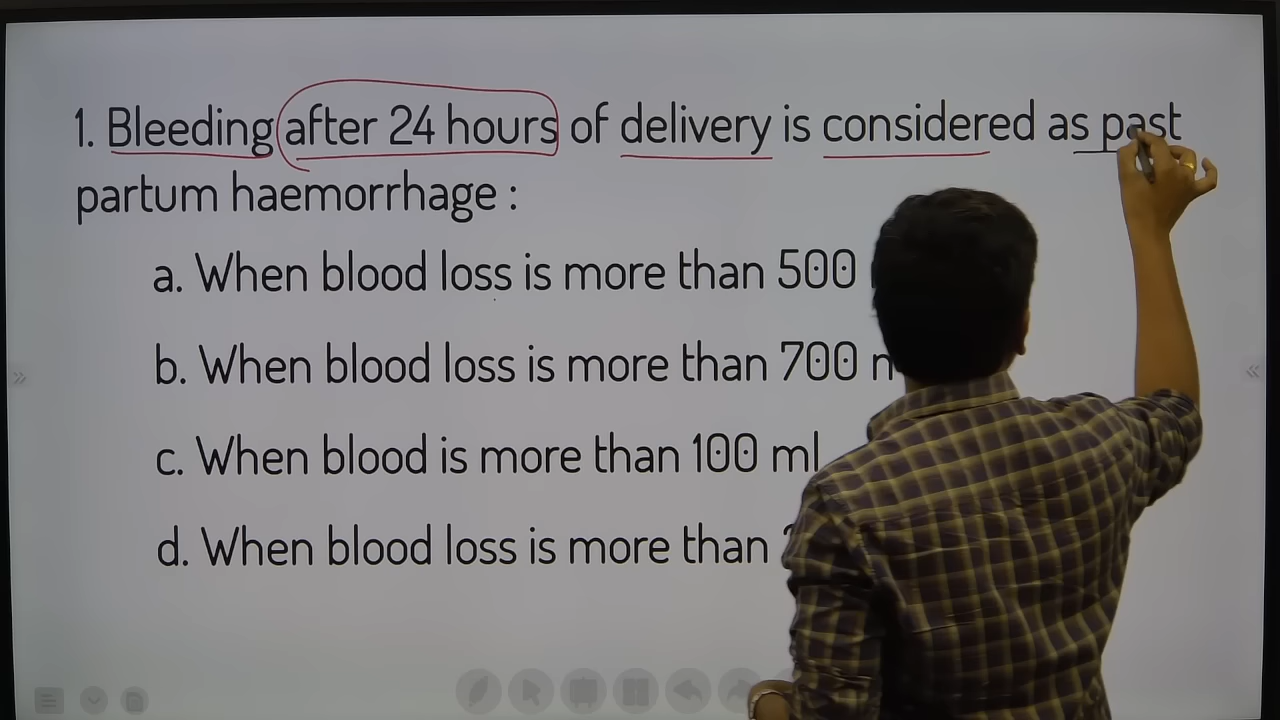 1. Bleeding after 24 hours of delivery is considered as past
partum haemorrhage :
a. When blood loss is more than 500
b. When blood loss is more than 700
c. When blood is more than 100 ml
d. When blood loss is more than